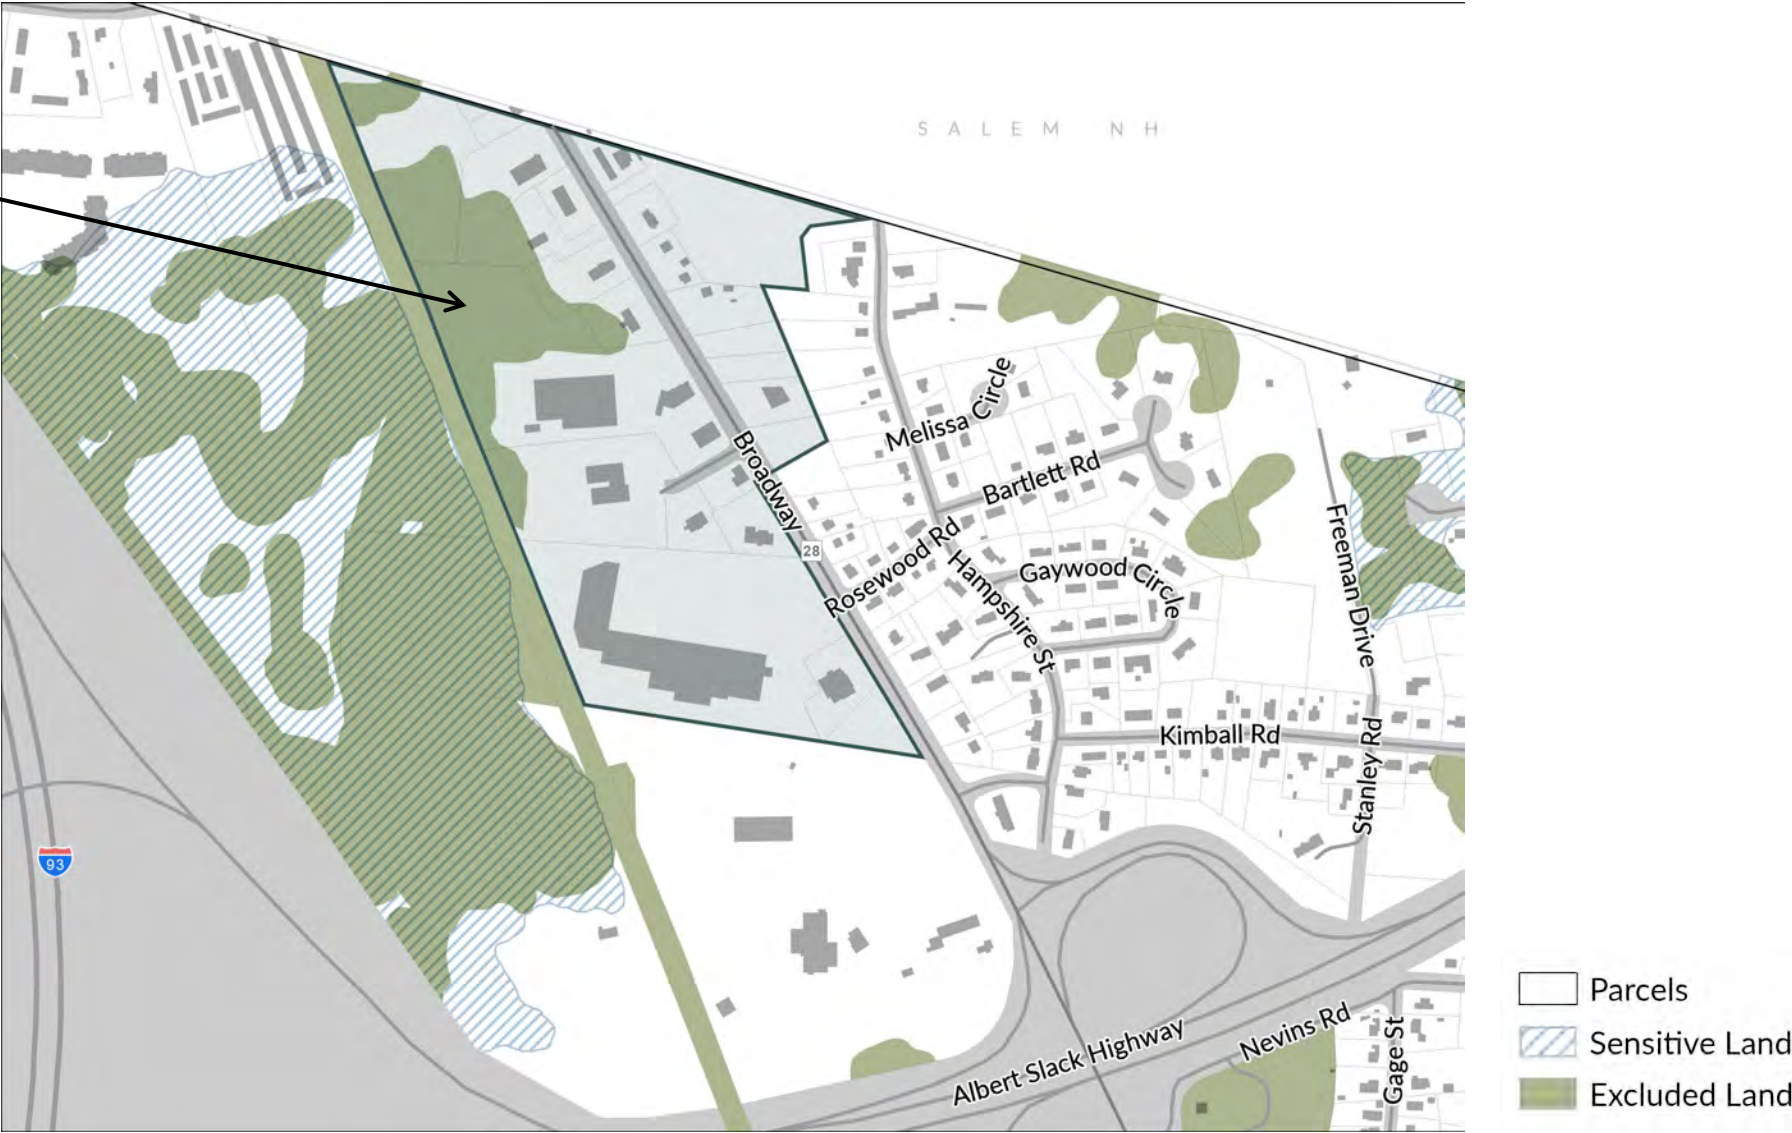 SALEM NH
Melissa Circle
Broadway
Bartlett Rd
28
Rosewood Rd
Hampshire St
Gaywood Circle
Freeman Drive
Kimball Rd
Stanley Rd
93
Albert Slack Highway
Nevins Rd
Gage St
Parcels
Sensitive Land
Excluded Land